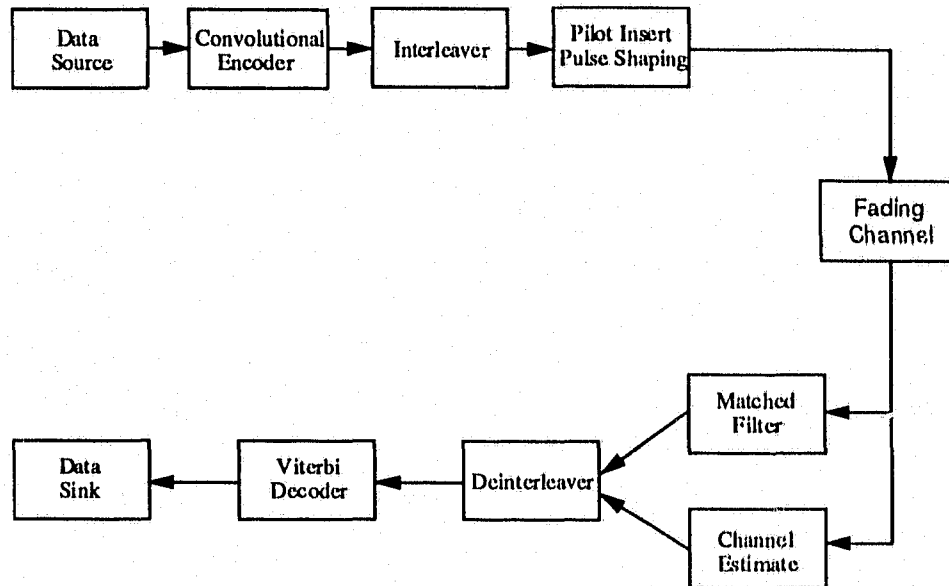 Data
Source
Convolutional
Encoder
Interleaver
Pilot Insert
Pulse Shaping
Fading
Channel
Matched
Filter
Data
Sink
Viterbi
Decoder
Deinterleaver
Channel
Estimate